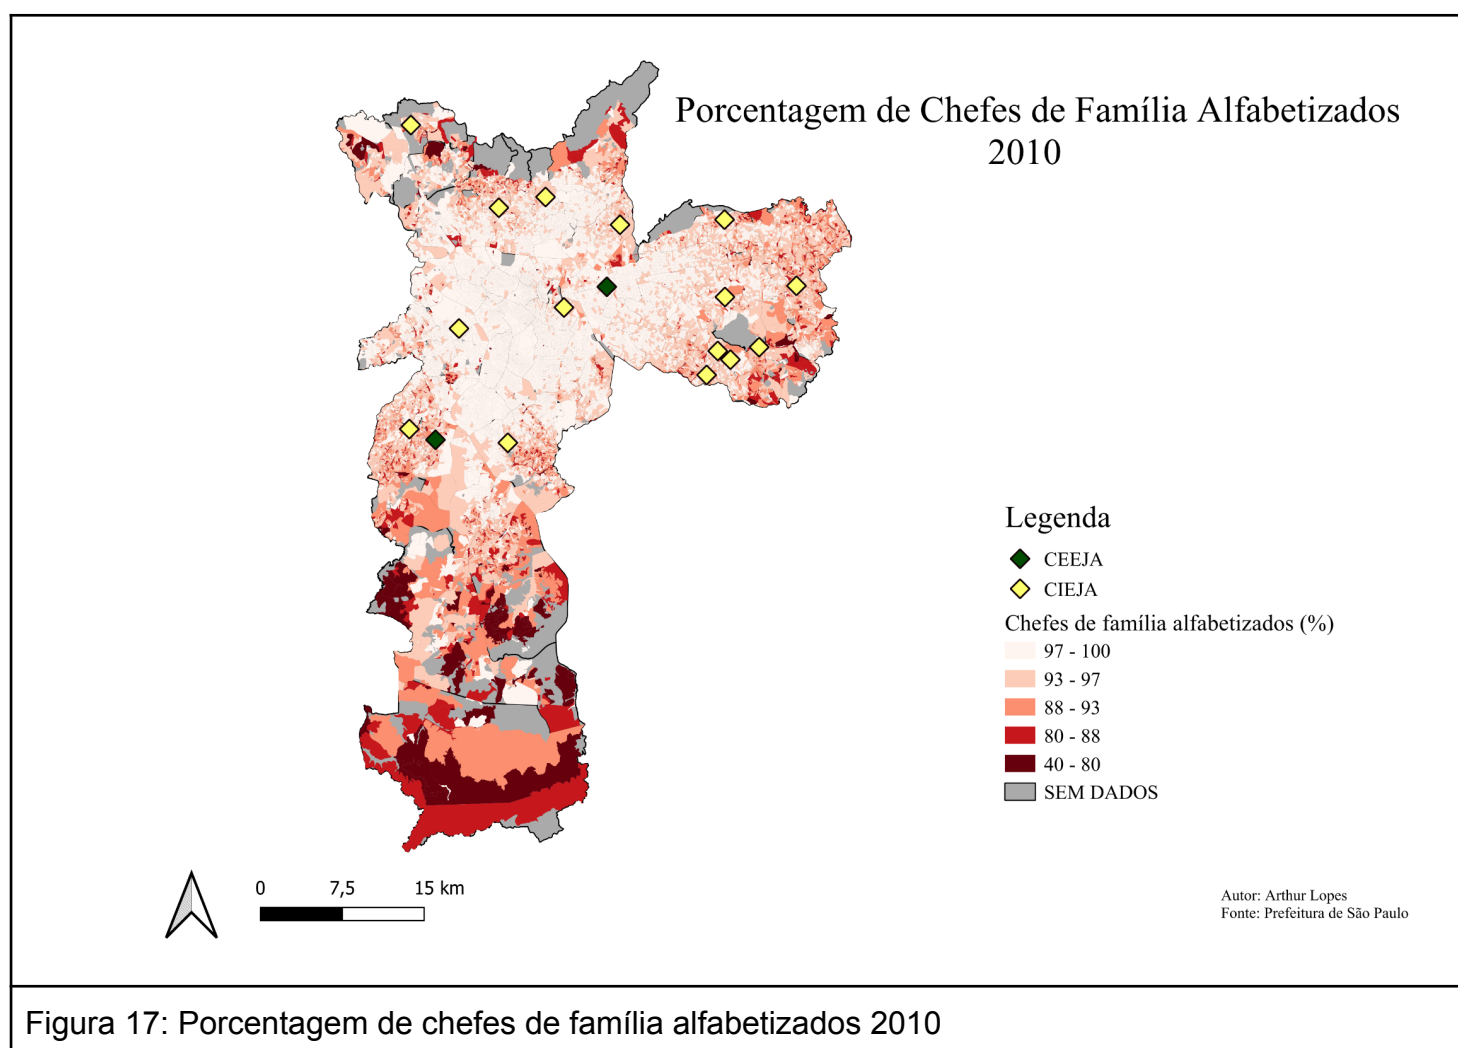 Porcentagem de Chefes de Família Alfabetizados
2010
Legenda
CEEJA
CIEJA
Chefes de família alfabetizados (%)
97 - 100
93 - 97
88 - 93
80 - 88
40 - 80
SEM DADOS
0 7,5 15 km
Autor: Arthur Lopes
Fonte: Prefeitura de São Paulo
Figura 17: Porcentagem de chefes de família alfabetizados 2010